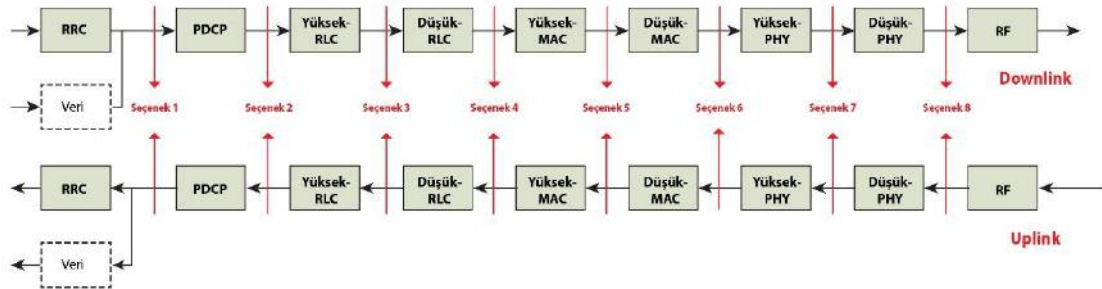 RRC
PDCP
Yüksek-
RLC
Düşük-
RLC
Yüksek-
MAC
Düşük-
MAC
Yüksek-
PHY
Düşük-
PHY
RF
Downlink
Veri
Seçenek 1
Seçenek 2
Seçenek 3
Seçenek 4
Seçenek 5
Seçenek 6
Seçenek 7
Seçenek 8
RRC
PDCP
Yüksek-
RLC
Düşük-
RLC
Yüksek-
MAC
Düşük-
MAC
Yüksek-
PHY
Düşük-
PHY
RF
Uplink
Veri